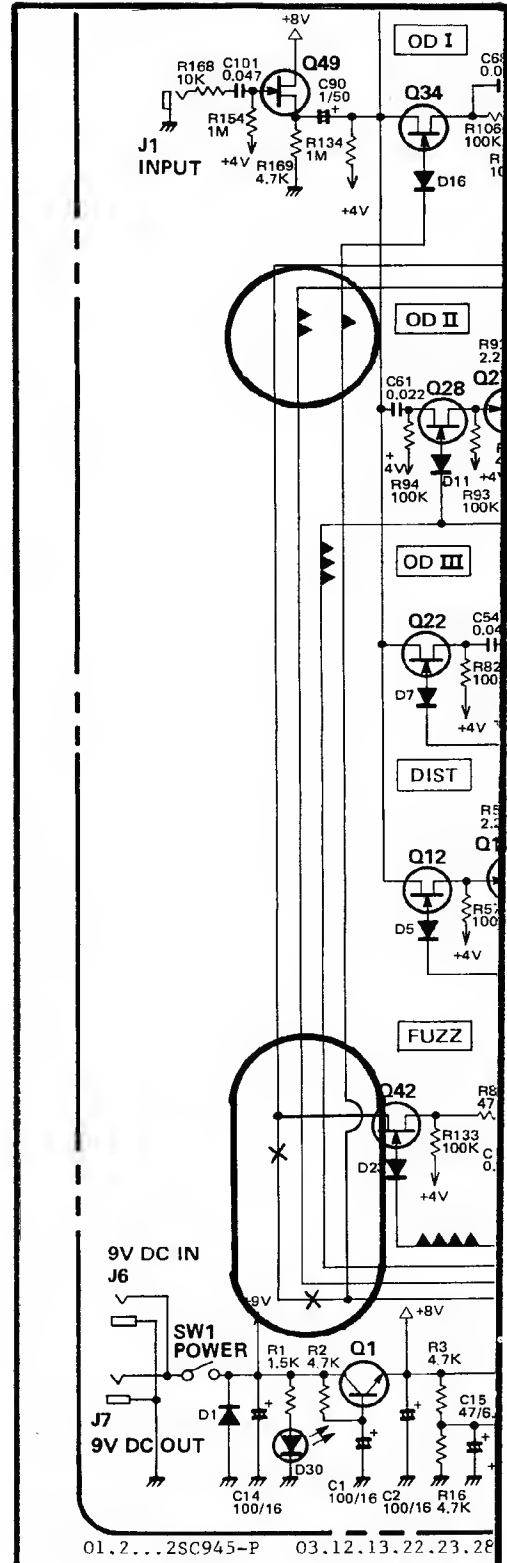 +8V
OD I
Q49
R168
10K
C101
0.047
C90
1/50
+
Q34
R154
1M
+4V
R134
1M
R169
4.7K
+4V
J1
INPUT
R106
100K
D16
OD II
C61
0.022
Q28
+
4V
R94
100K
D11
R93
100K
OD III
Q22
D7
+4V
DIST
Q12
D5
+4V
FUZZ
Q42
R133
100K
+4V
9V DC IN
J6
SW1
POWER
+9V
+8V
R1
1.5K
R2
4.7K
Q1
R3
4.7K
C15
J7
9V DC OUT
D1
D30
C14
100/16
C1
100/16
C2
100/16
R16
4.7K
01.2...2SC945-P 03.12.13.22.23.28